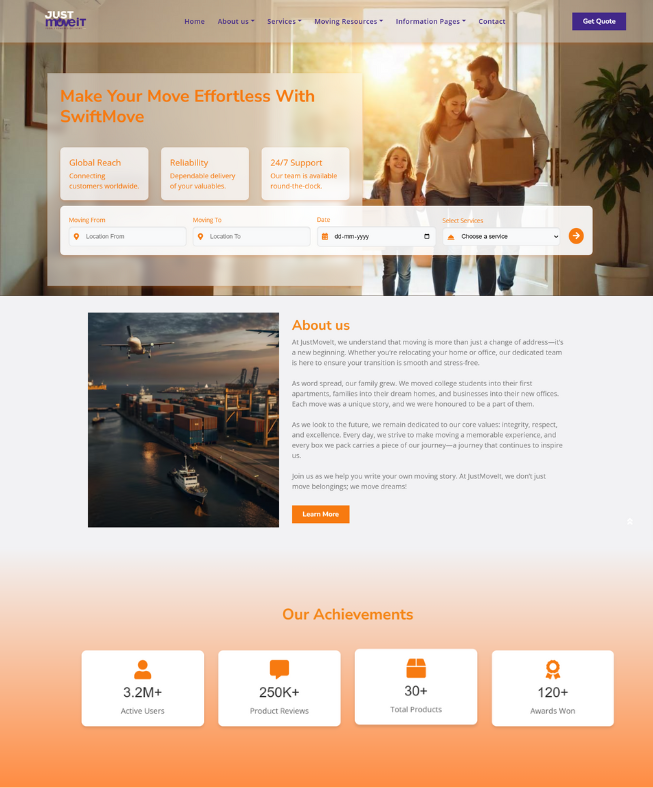 JUST
moveit
Home About us Services Moving Resources Information Pages Contact
Get Quote
Make Your Move Effortless With
SwiftMove
Global Reach
Connecting
customers worldwide.
Reliability
Dependable delivery
of your valuables.
24/7 Support
Our team is available
round-the-clock.
Moving From
Location From
Moving To
Location To
Date
dd-mm-yyyy
Select Services
Choose a service
About us
At JustMoveIt, we understand that moving is more than just a change of address—it's
a new beginning. Whether you're relocating your home or office, our dedicated team
is here to ensure your transition is smooth and stress-free.
As word spread, our family grew. We moved college students into their first
apartments, families into their dream homes, and businesses into their new offices.
Each move was a unique story, and we were honoured to be a part of them.
As we look to the future, we remain dedicated to our core values: integrity, respect,
and excellence. Every day, we strive to make moving a memorable experience, and
every box we pack carries a piece of our journey—a journey that continues to inspire
us.
Join us as we help you write your own moving story. At JustMoveIt, we don't just
move belongings; we move dreams!
Learn More
Our Achievements
3.2M+
Active Users
250K+
Product Reviews
30+
Total Products
120+
Awards Won